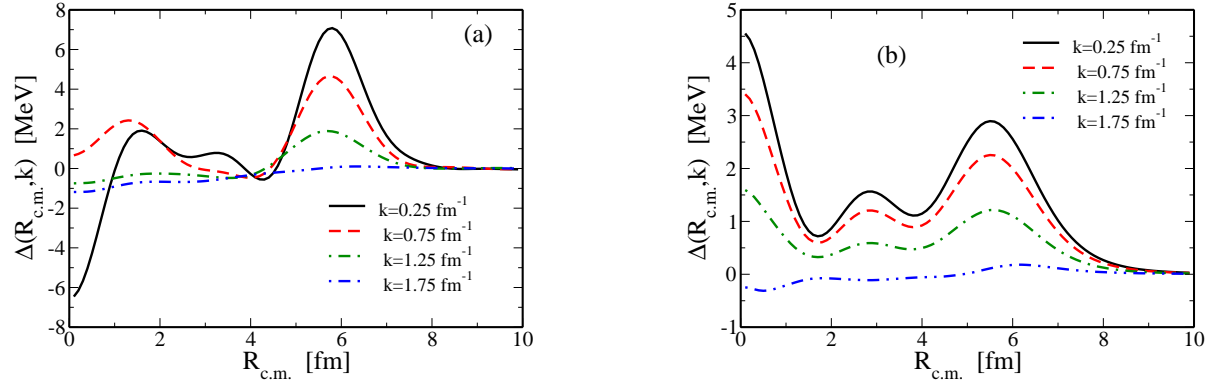 (a)
Δ(R_c.m.,k) [MeV]
8
6
4
2
0
-2
-4
-6
-8
k=0.25 fm⁻¹
k=0.75 fm⁻¹
k=1.25 fm⁻¹
k=1.75 fm⁻¹
0 2 4 6 8 10
R_c.m. [fm]
(b)
Δ(R_c.m.,k) [MeV]
5
4
3
2
1
0
-1
k=0.25 fm⁻¹
k=0.75 fm⁻¹
k=1.25 fm⁻¹
k=1.75 fm⁻¹
0 2 4 6 8 10
R_c.m. [fm]